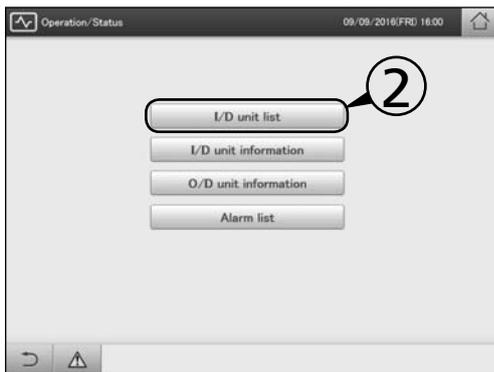 Operation/Status 09/09/2016(FRI) 16:00
2
I/D unit list
I/D unit information
O/D unit information
Alarm list